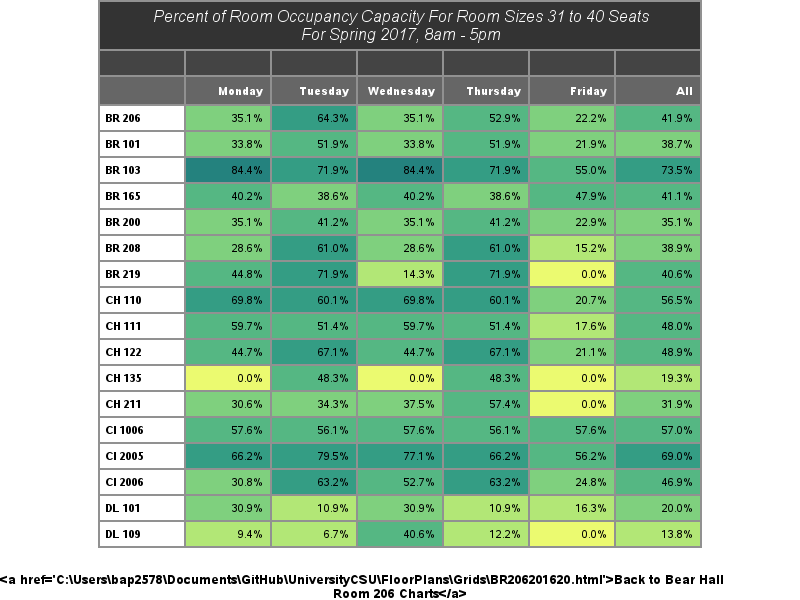 Percent of Room Occupancy Capacity For Room Sizes 31 to 40 Seats
For Spring 2017, 8am - 5pm
Monday Tuesday Wednesday Thursday Friday All
BR 206 35.1% 64.3% 35.1% 52.9% 22.2% 41.9%
BR 101 33.8% 51.9% 33.8% 51.9% 21.9% 38.7%
BR 103 84.4% 71.9% 84.4% 71.9% 55.0% 73.5%
BR 165 40.2% 38.6% 40.2% 38.6% 47.9% 41.1%
BR 200 35.1% 41.2% 35.1% 41.2% 22.9% 35.1%
BR 208 28.6% 61.0% 28.6% 61.0% 15.2% 38.9%
BR 219 44.8% 71.9% 14.3% 71.9% 0.0% 40.6%
CH 110 69.8% 60.1% 69.8% 60.1% 20.7% 56.5%
CH 111 59.7% 51.4% 59.7% 51.4% 17.6% 48.0%
CH 122 44.7% 67.1% 44.7% 67.1% 21.1% 48.9%
CH 135 0.0% 48.3% 0.0% 48.3% 0.0% 19.3%
CH 211 30.6% 34.3% 37.5% 57.4% 0.0% 31.9%
CI 1006 57.6% 56.1% 57.6% 56.1% 57.6% 57.0%
CI 2005 66.2% 79.5% 77.1% 66.2% 56.2% 69.0%
CI 2006 30.8% 63.2% 52.7% 63.2% 24.8% 46.9%
DL 101 30.9% 10.9% 30.9% 10.9% 16.3% 20.0%
DL 109 9.4% 6.7% 40.6% 12.2% 0.0% 13.8%
<a href='C:\Users\bap2578\Documents\GitHub\UniversityCSU\FloorPlans\Grids\BR206201620.html'>Back to Bear Hall
Room 206 Charts</a>